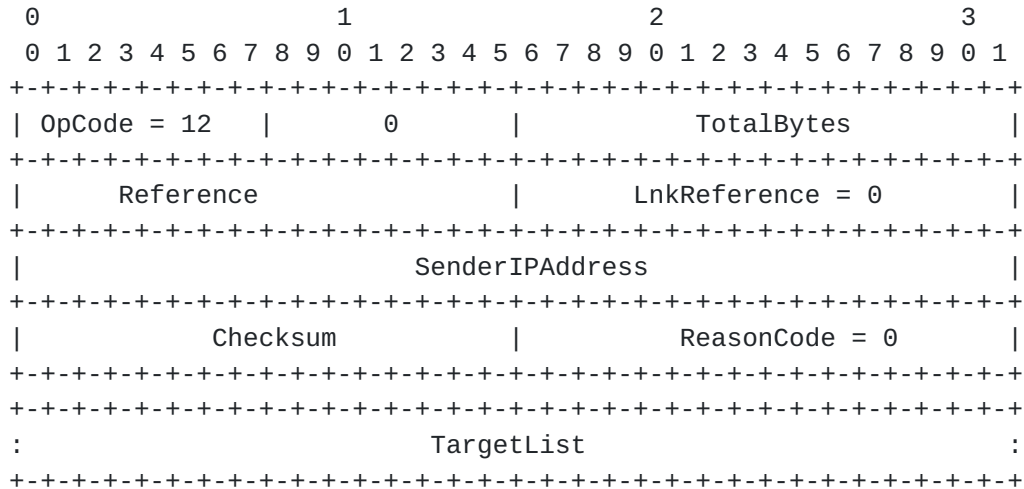 0                   1                   2                   3
 0 1 2 3 4 5 6 7 8 9 0 1 2 3 4 5 6 7 8 9 0 1 2 3 4 5 6 7 8 9 0 1
+-+-+-+-+-+-+-+-+-+-+-+-+-+-+-+-+-+-+-+-+-+-+-+-+-+-+-+-+-+-+-+-+
| OpCode = 12   |       0       |           TotalBytes          |
+-+-+-+-+-+-+-+-+-+-+-+-+-+-+-+-+-+-+-+-+-+-+-+-+-+-+-+-+-+-+-+-+
|      Reference                |       LnkReference = 0        |
+-+-+-+-+-+-+-+-+-+-+-+-+-+-+-+-+-+-+-+-+-+-+-+-+-+-+-+-+-+-+-+-+
|                         SenderIPAddress                       |
+-+-+-+-+-+-+-+-+-+-+-+-+-+-+-+-+-+-+-+-+-+-+-+-+-+-+-+-+-+-+-+-+
|            Checksum           |          ReasonCode = 0       |
+-+-+-+-+-+-+-+-+-+-+-+-+-+-+-+-+-+-+-+-+-+-+-+-+-+-+-+-+-+-+-+-+
+-+-+-+-+-+-+-+-+-+-+-+-+-+-+-+-+-+-+-+-+-+-+-+-+-+-+-+-+-+-+-+-+
:                          TargetList                           :
+-+-+-+-+-+-+-+-+-+-+-+-+-+-+-+-+-+-+-+-+-+-+-+-+-+-+-+-+-+-+-+-+